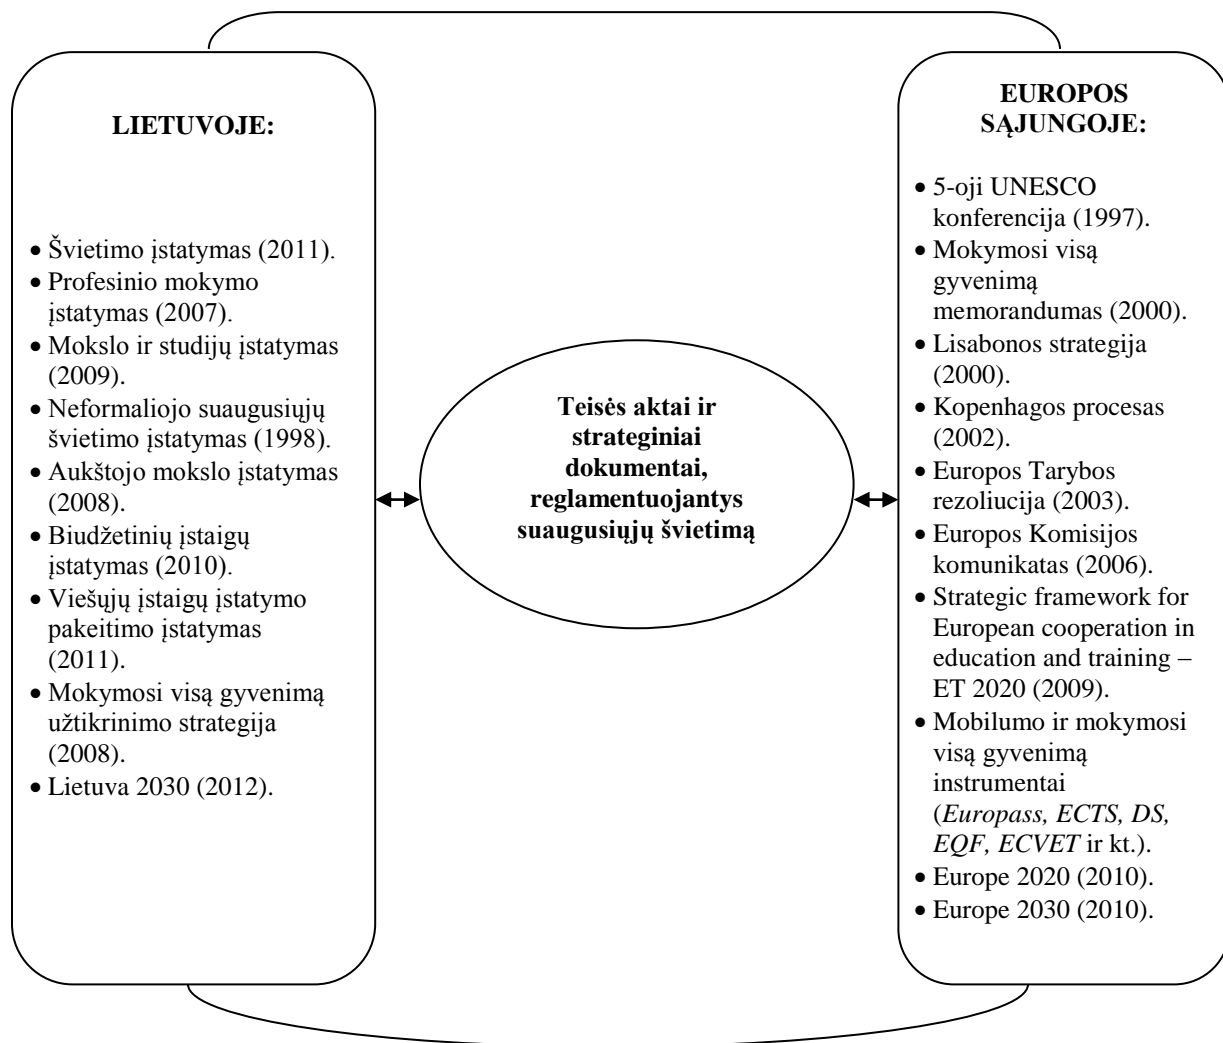 LIETUVOJE:
• Švietimo įstatymas (2011).
• Profesinio mokymo
įstatymas (2007).
• Mokslo ir studijų įstatymas
(2009).
• Neformaliojo suaugusiųjų
švietimo įstatymas (1998).
• Aukštojo mokslo įstatymas
(2008).
• Biudžetinių įstaigų
įstatymas (2010).
• Viešųjų įstaigų įstatymo
pakeitimo įstatymas
(2011).
• Mokymosi visą gyvenimą
užtikrinimo strategija
(2008).
• Lietuva 2030 (2012).
Teisės aktai ir
strateginiai
dokumentai,
reglamentuojantys
suaugusiųjų švietimą
EUROPOS
SĄJUNGOJE:
• 5-oji UNESCO
konferencija (1997).
• Mokymosi visą
gyvenimą
memorandumas (2000).
• Lisabonos strategija
(2000).
• Kopenhagos procesas
(2002).
• Europos Tarybos
rezoliucija (2003).
• Europos Komisijos
komunikatas (2006).
• Strategic framework for
European cooperation in
education and training –
ET 2020 (2009).
• Mobilumo ir mokymosi
visą gyvenimą
instrumentai
(Europass, ECTS, DS,
EQF, ECVET ir kt.).
• Europe 2020 (2010).
• Europe 2030 (2010).